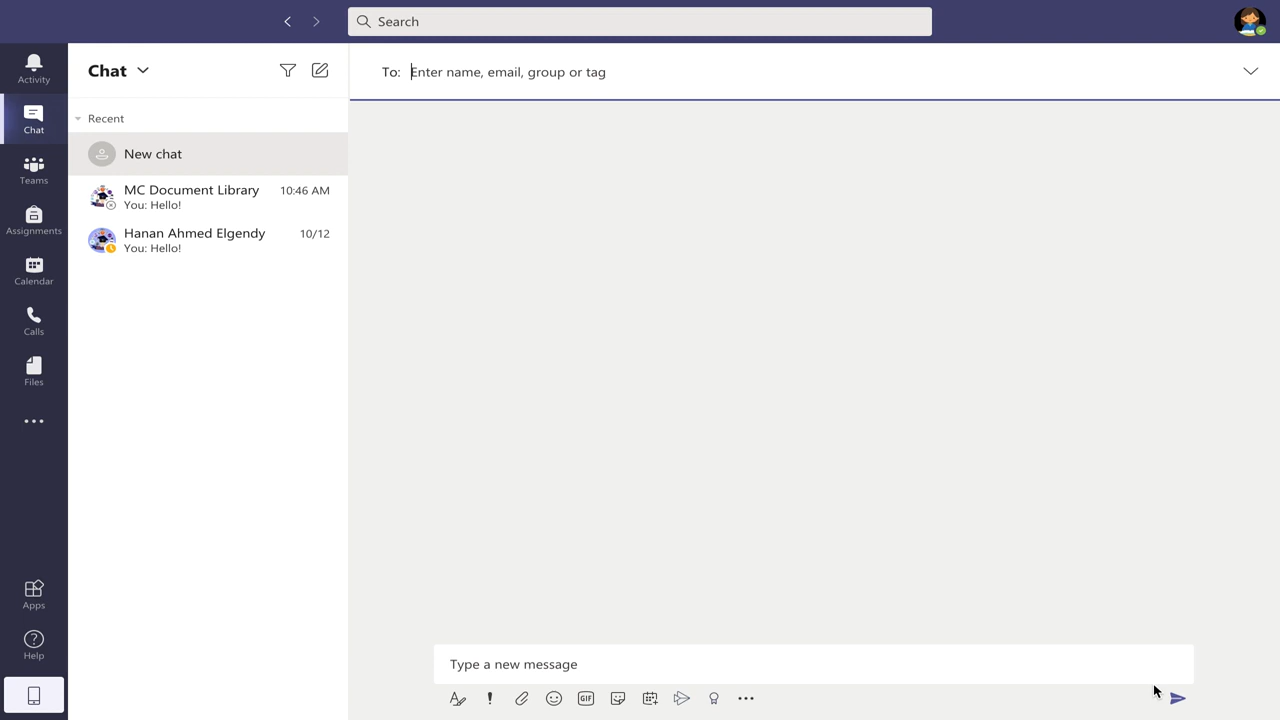 Search
Activity
Chat
Teams
Assignments
Calendar
Calls
Files
Apps
Help
Chat
Recent
New chat
MC Document Library 10:46 AM
You: Hello!
Hanan Ahmed Elgendy 10/12
You: Hello!
To: Enter name, email, group or tag
Type a new message
GIF